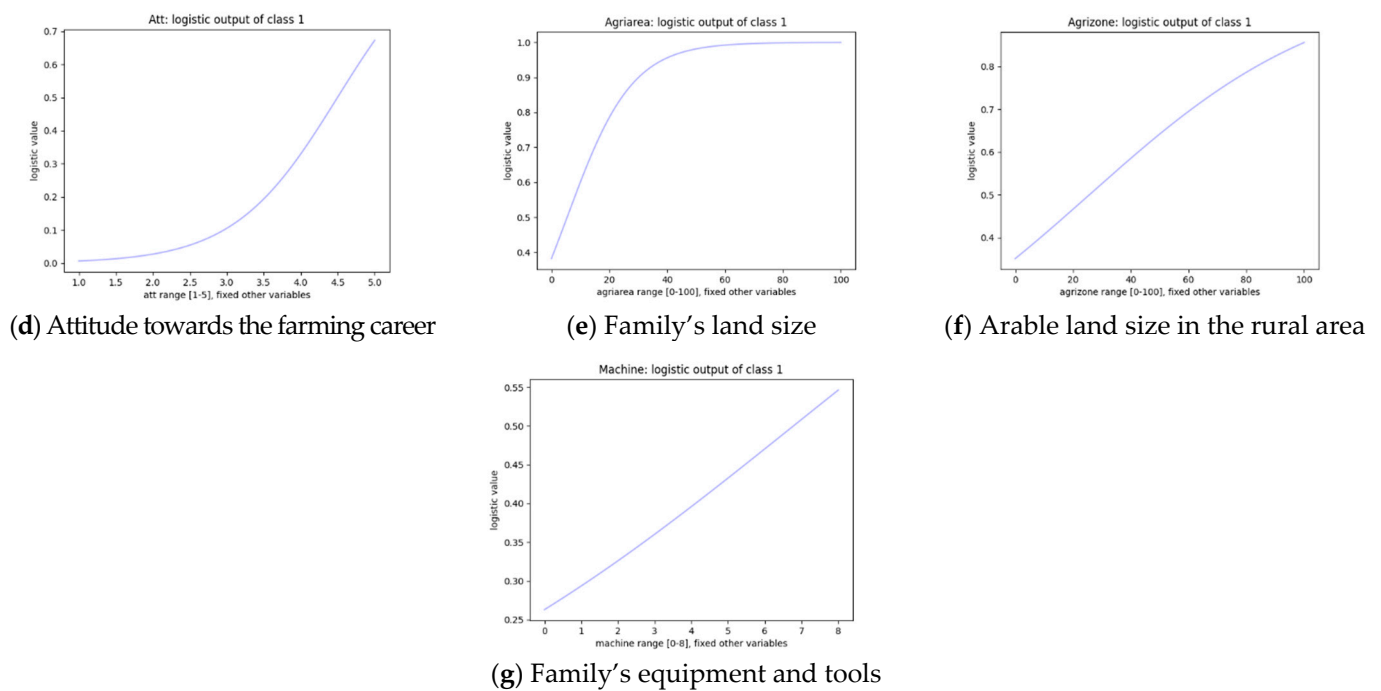 Att: logistic output of class 1
0.7
0.6
0.5
0.4
0.3
0.2
0.1
0.0
logistic value
1.0 1.5 2.0 2.5 3.0 3.5 4.0 4.5 5.0
att range [1-5], fixed other variables
(d) Attitude towards the farming career
Agriarea: logistic output of class 1
1.0
0.9
0.8
0.7
0.6
0.5
0.4
logistic value
0 20 40 60 80 100
agriarea range [0-100], fixed other variables
(e) Family’s land size
Agrizone: logistic output of class 1
0.8
0.7
0.6
0.5
0.4
logistic value
0 20 40 60 80 100
agrizone range [0-100], fixed other variables
(f) Arable land size in the rural area
Machine: logistic output of class 1
0.55
0.50
0.45
0.40
0.35
0.30
0.25
logistic value
0 1 2 3 4 5 6 7 8
machine range [0-8], fixed other variables
(g) Family’s equipment and tools